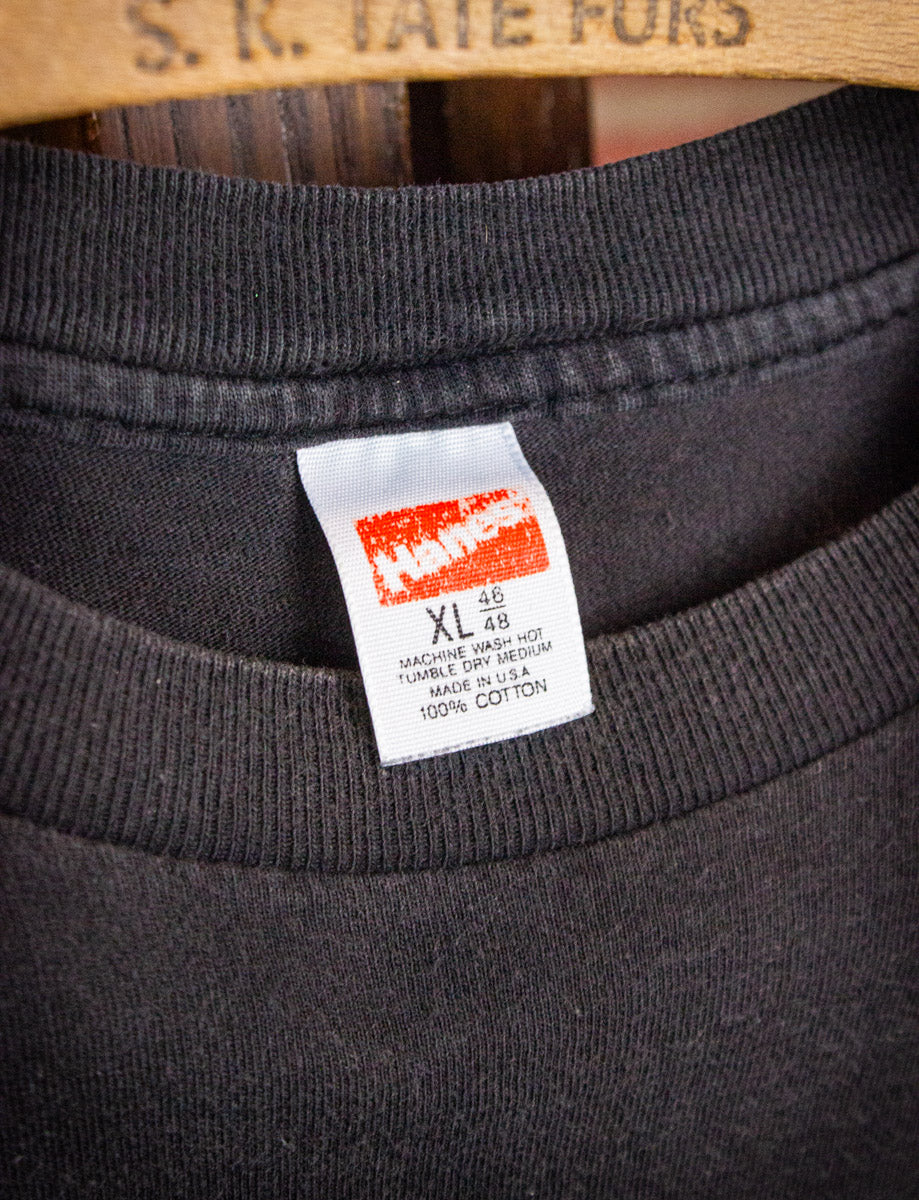 S. K. TATE FURS
Hanes
XL 46/48
MACHINE WASH HOT
TUMBLE DRY MEDIUM
MADE IN U.S.A
100% COTTON